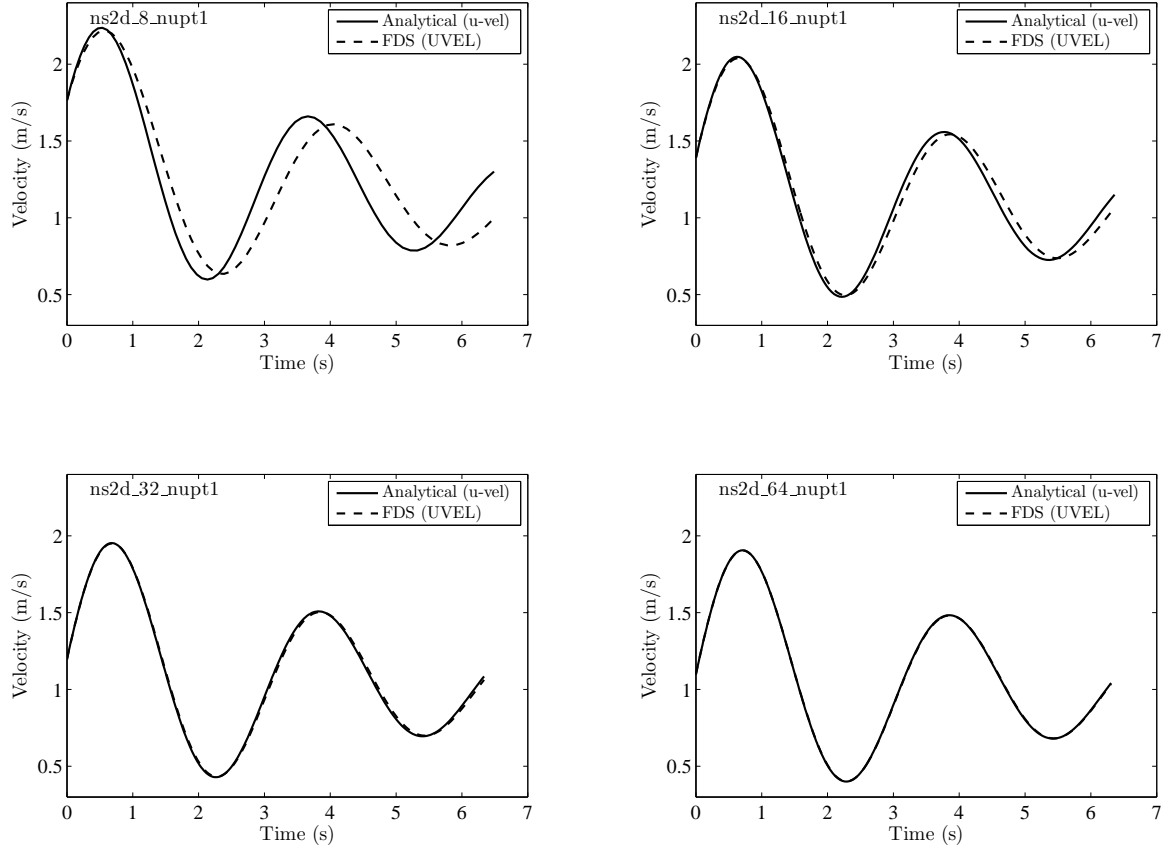 ns2d_8_nupt1
Analytical (u-vel)
FDS (UVEL)
2
1.5
1
0.5
Velocity (m/s)
0 1 2 3 4 5 6 7
Time (s)
ns2d_16_nupt1
Analytical (u-vel)
FDS (UVEL)
2
1.5
1
0.5
Velocity (m/s)
0 1 2 3 4 5 6 7
Time (s)
ns2d_32_nupt1
Analytical (u-vel)
FDS (UVEL)
2
1.5
1
0.5
Velocity (m/s)
0 1 2 3 4 5 6 7
Time (s)
ns2d_64_nupt1
Analytical (u-vel)
FDS (UVEL)
2
1.5
1
0.5
Velocity (m/s)
0 1 2 3 4 5 6 7
Time (s)